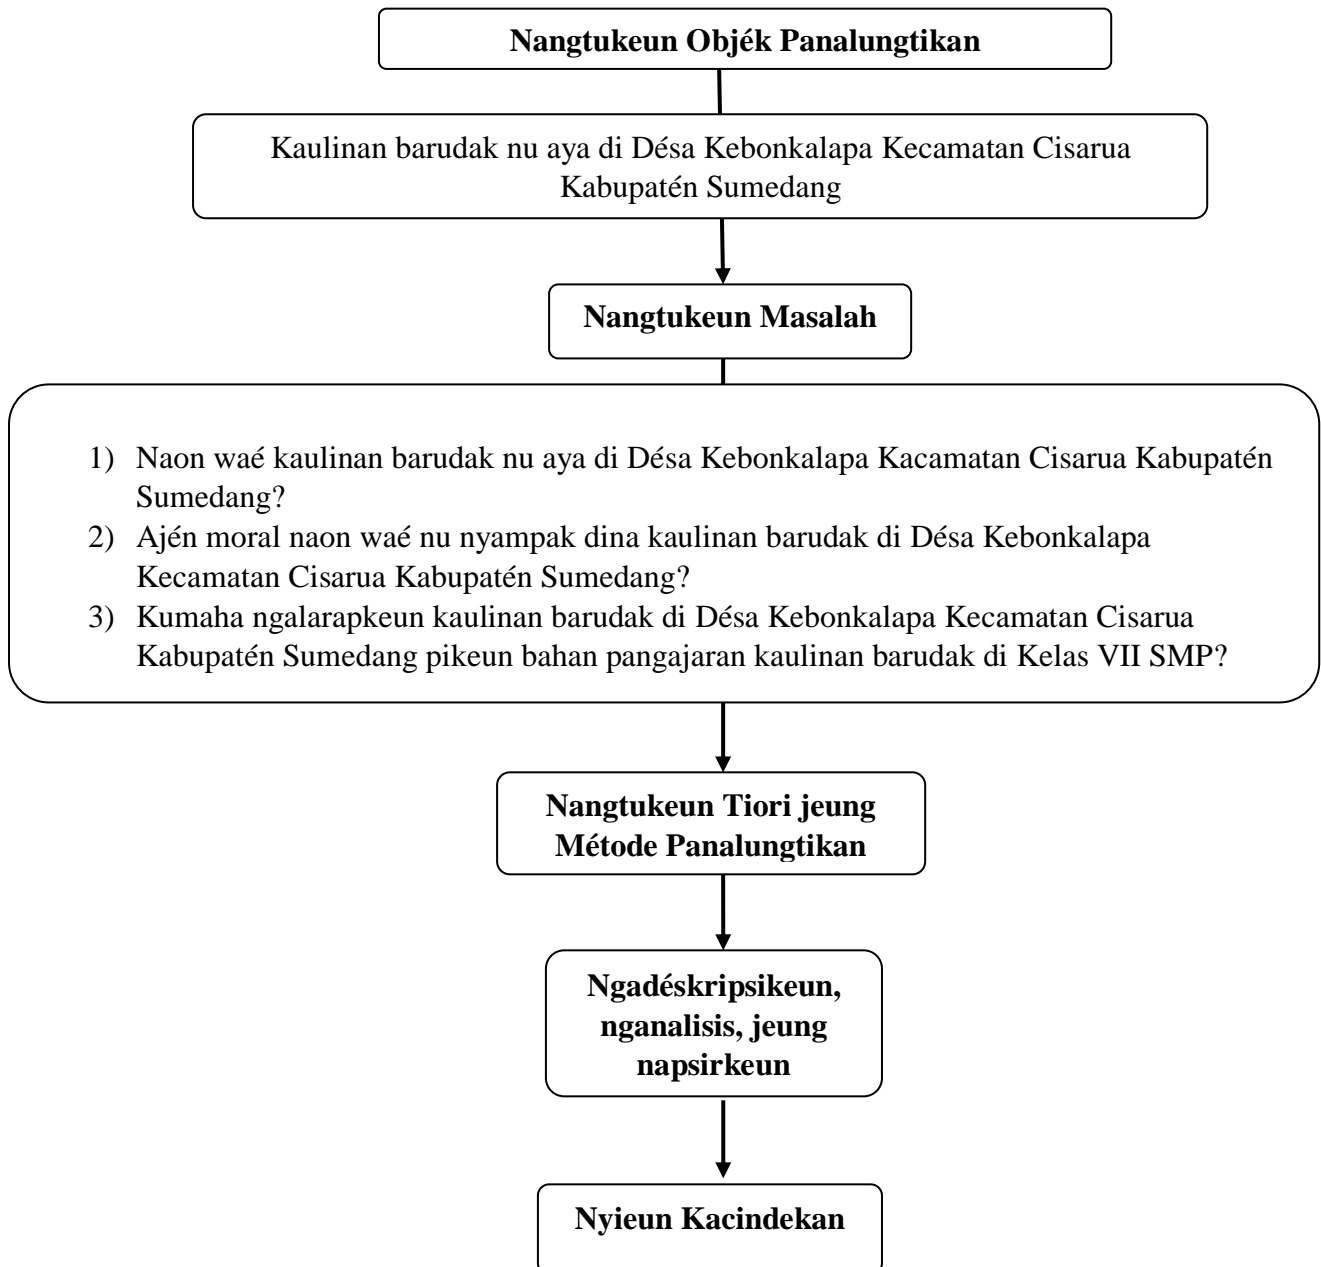 Nangtukeun Objék Panalungtikan
Kaulinan barudak nu aya di Désa Kebonkalapa Kecamatan Cisarua
Kabupatén Sumedang
Nangtukeun Masalah
1) Naon waé kaulinan barudak nu aya di Désa Kebonkalapa Kacamatan Cisarua Kabupatén
Sumedang?
2) Ajén moral naon waé nu nyampak dina kaulinan barudak di Désa Kebonkalapa
Kecamatan Cisarua Kabupatén Sumedang?
3) Kumaha ngalarapkeun kaulinan barudak di Désa Kebonkalapa Kecamatan Cisarua
Kabupatén Sumedang pikeun bahan pangajaran kaulinan barudak di Kelas VII SMP?
Nangtukeun Tiori jeung
Métode Panalungtikan
Ngadéskripsikeun,
nganalisis, jeung
napsirkeun
Nyieun Kacindekan